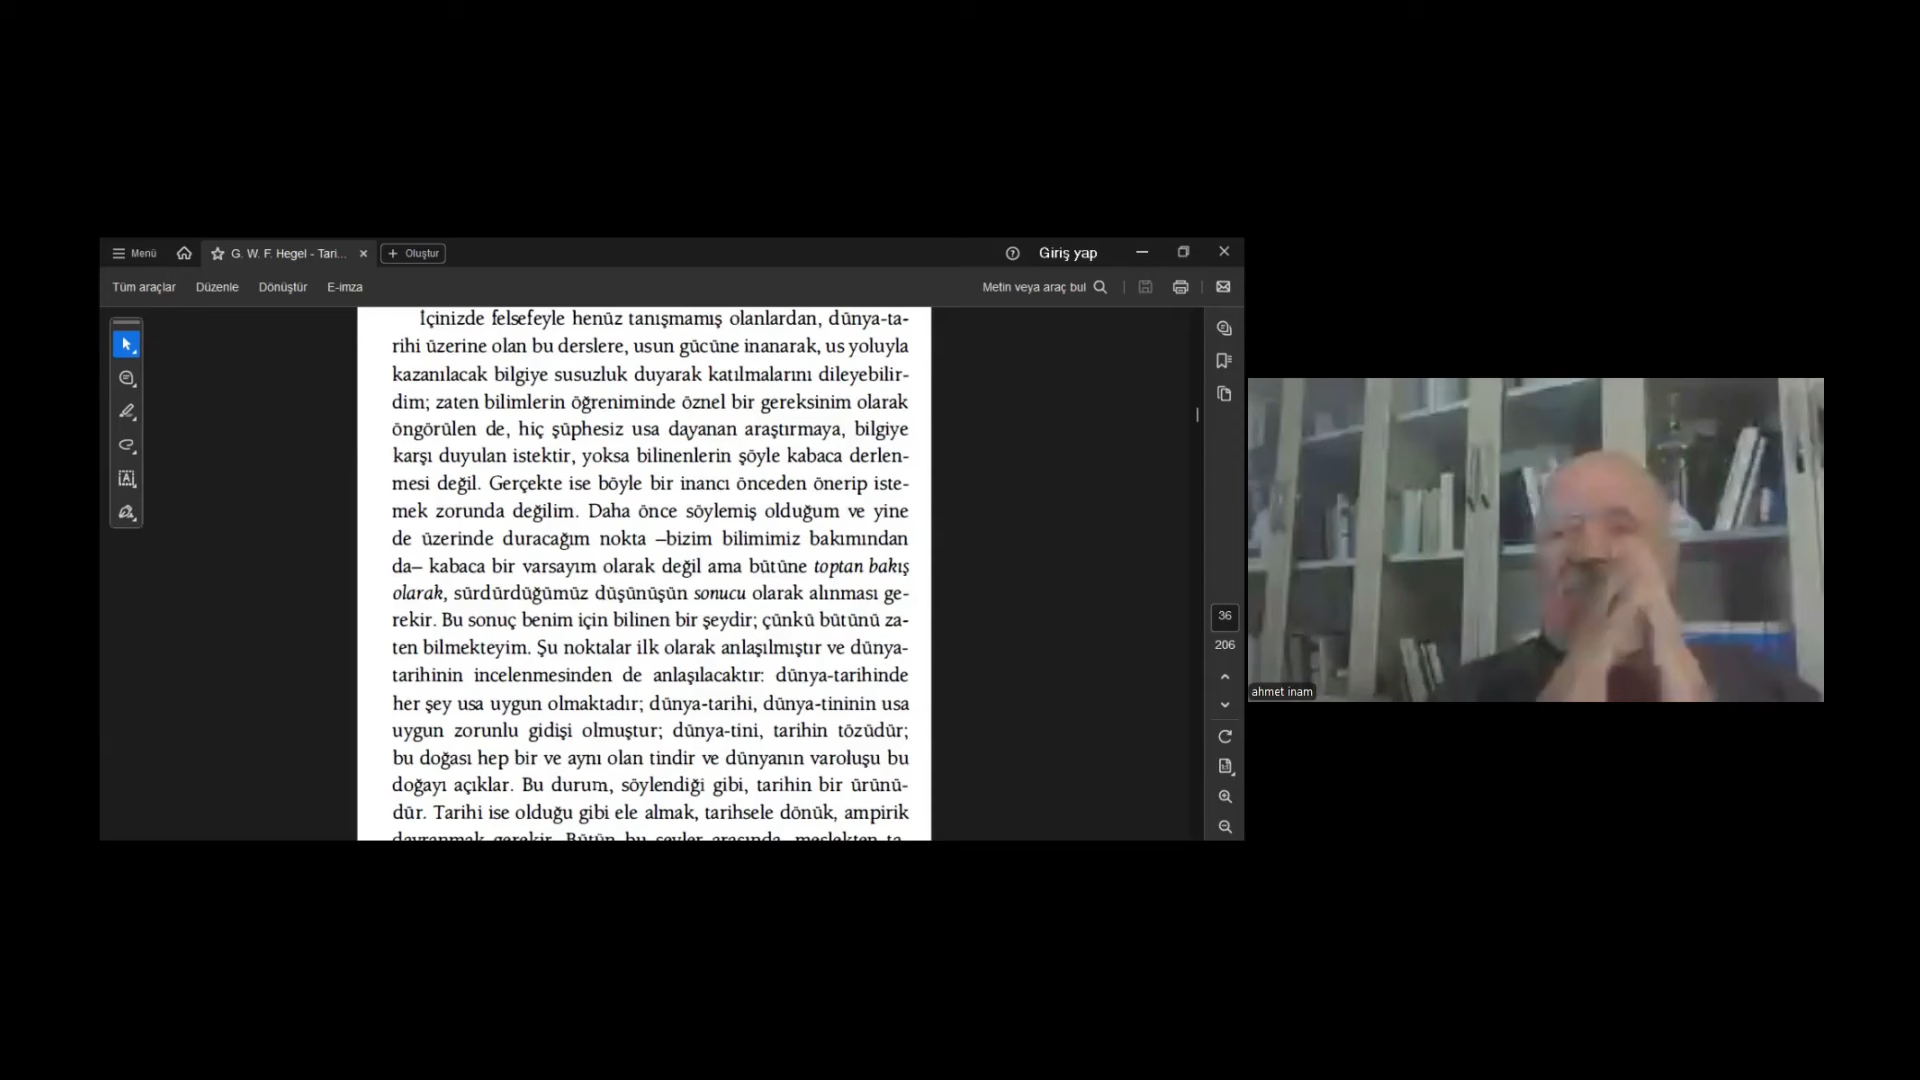 Menü
G. W. F. Hegel - Tari...
Oluştur
Giriş yap
Tüm araçlar
Düzenle
Dönüştür
E-imza
Metin veya araç bul
İçinizde felsefeyle henüz tanışmamış olanlardan, dünya-ta-
rihi üzerine olan bu derslere, usun gücüne inanarak, us yoluyla
kazanılacak bilgiye susuzluk duyarak katılmalarını dileyebilir-
dim; zaten bilimlerin öğreniminde öznel bir gereksinim olarak
öngörülen de, hiç şüphesiz usa dayanan araştırmaya, bilgiye
karşı duyulan istektir, yoksa bilinenlerin şöyle kabaca derlen-
mesi değil. Gerçekte ise böyle bir inancı önceden önerip iste-
mek zorunda değilim. Daha önce söylemiş olduğum ve yine
de üzerinde duracağım nokta –bizim bilimimiz bakımından
da– kabaca bir varsayım olarak değil ama bütüne toptan bakış
olarak, sürdürdüğümüz düşünüşün sonucu olarak alınması ge-
rekir. Bu sonuç benim için bilinen bir şeydir; çünkü bütünü za-
ten bilmekteyim. Şu noktalar ilk olarak anlaşılmıştır ve dünya-
tarihinin incelenmesinden de anlaşılacaktır: dünya-tarihinde
her şey usa uygun olmaktadır; dünya-tarihi, dünya-tininin usa
uygun zorunlu gidişi olmuştur; dünya-tini, tarihin tözüdür;
bu doğası hep bir ve aynı olan tindir ve dünyanın varoluşu bu
doğayı açıklar. Bu durum, söylendiği gibi, tarihin bir ürünü-
dür. Tarihi ise olduğu gibi ele almak, tarihsele dönük, ampirik
davranmak gerekir. Bütün bu şeyler arasında, meslekten ta-
36
206
ahmet inam